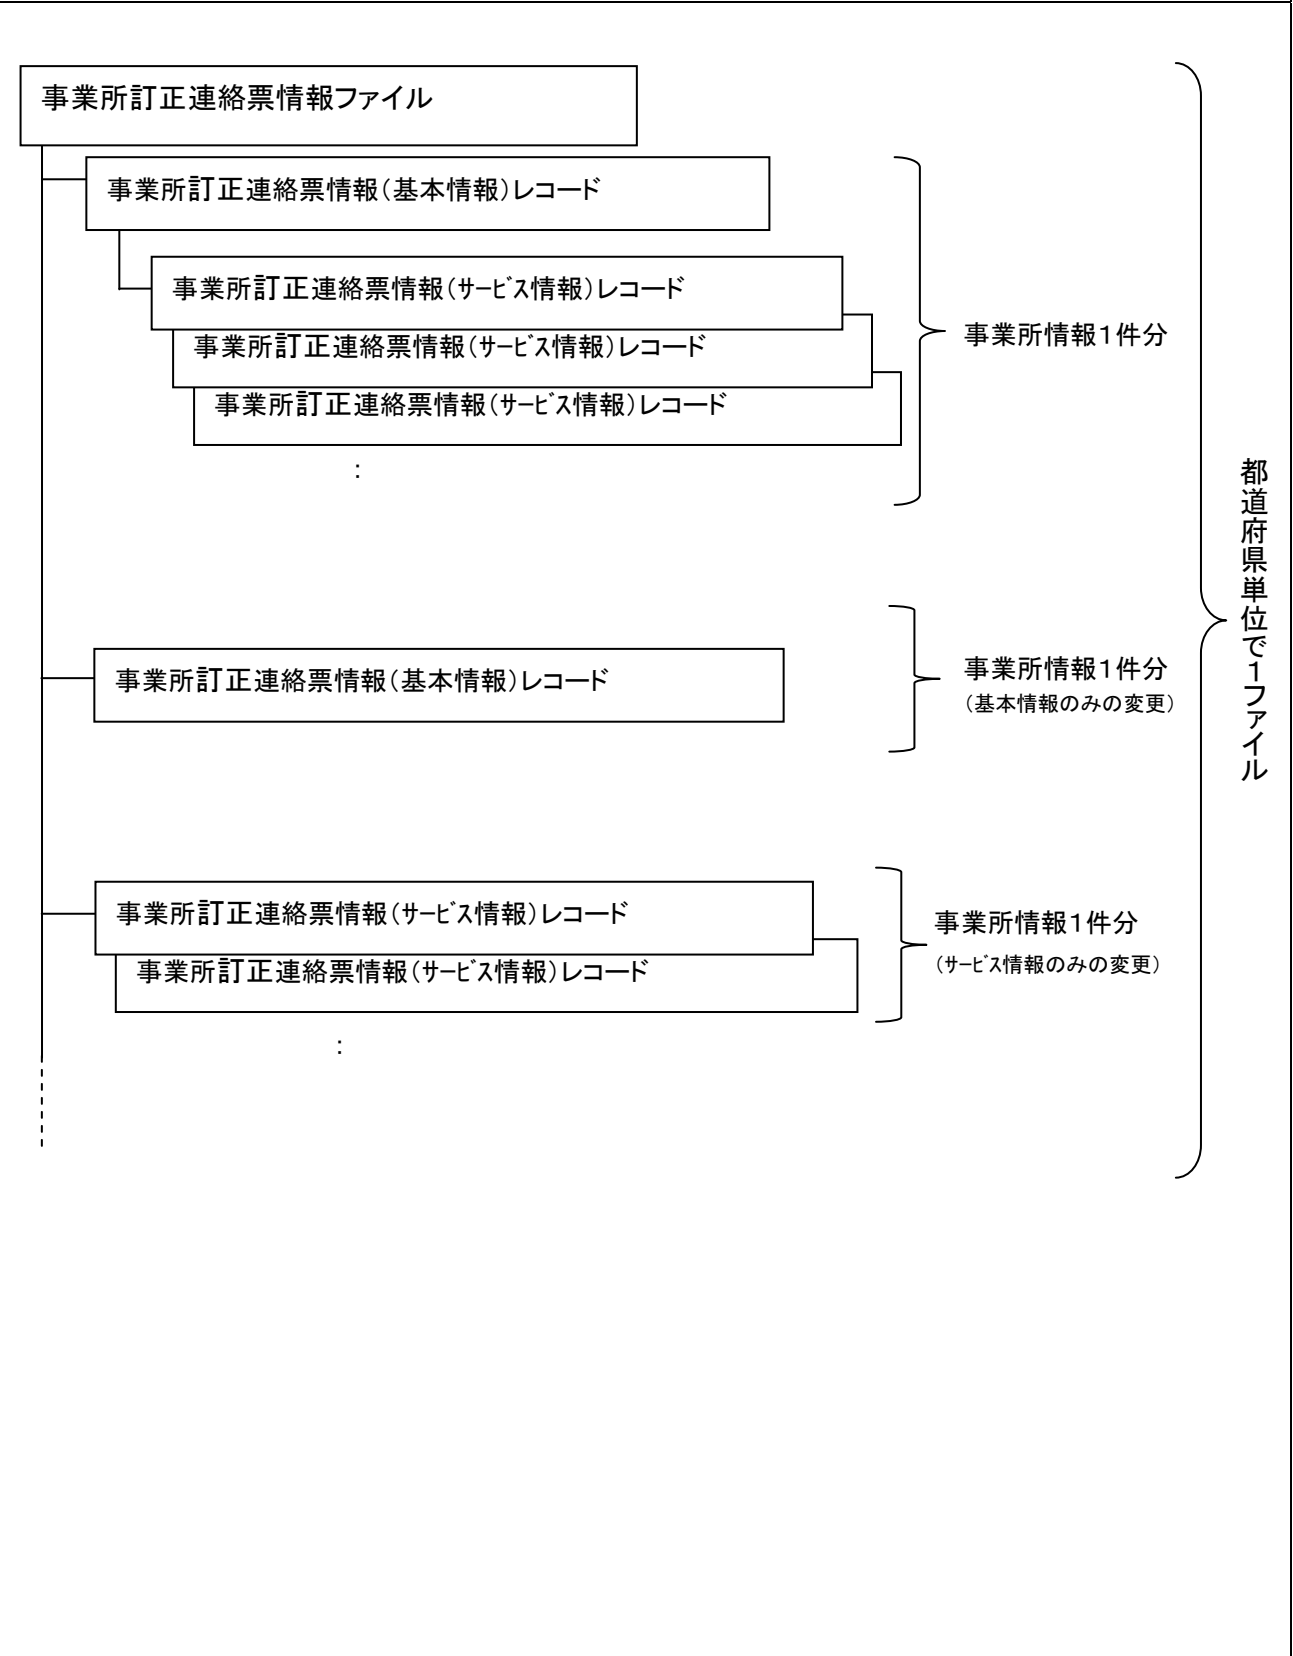 事業所訂正連絡票情報ファイル
事業所訂正連絡票情報(基本情報)レコード
事業所訂正連絡票情報(ｻｰﾋﾞｽ情報)レコード
事業所訂正連絡票情報(ｻｰﾋﾞｽ情報)レコード
事業所訂正連絡票情報(ｻｰﾋﾞｽ情報)レコード
:
事業所情報1件分
事業所訂正連絡票情報(基本情報)レコード
事業所情報1件分
(基本情報のみの変更)
事業所訂正連絡票情報(ｻｰﾋﾞｽ情報)レコード
事業所訂正連絡票情報(ｻｰﾋﾞｽ情報)レコード
:
事業所情報1件分
(ｻｰﾋﾞｽ情報のみの変更)
都道府県単位で1ファイル